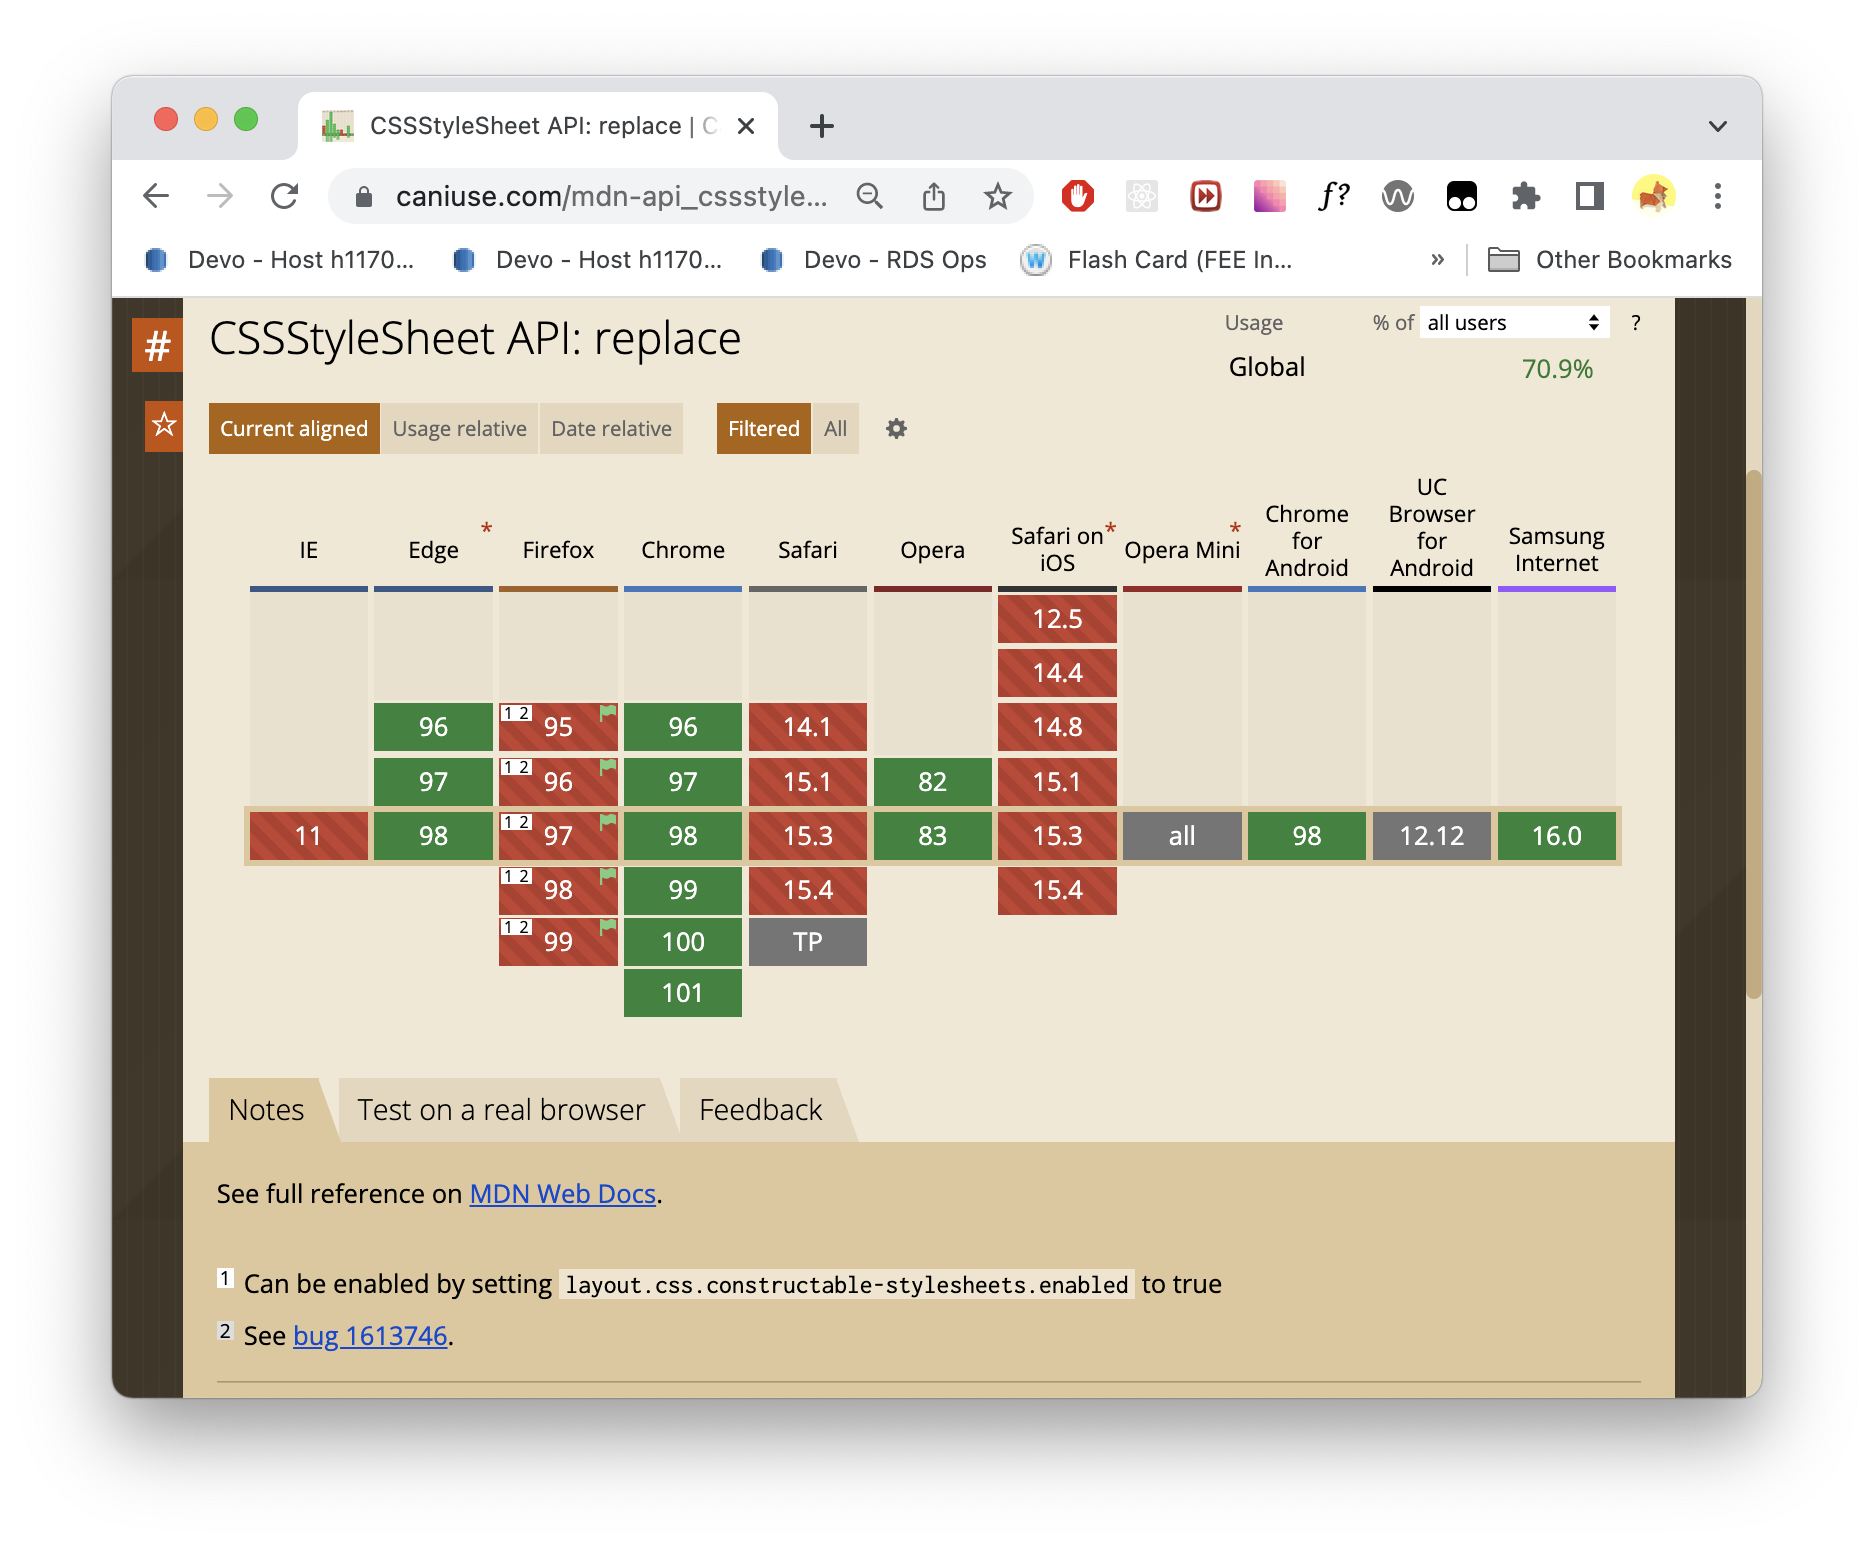 CSSStyleSheet API: replace | C
caniuse.com/mdn-api_cssstyle...
f?
Devo - Host h1170...
Devo - Host h1170...
Devo - RDS Ops
W
Flash Card (FEE In...
»
Other Bookmarks
#
CSSStyleSheet API: replace
Usage
% of
all users
?
Global
70.9%
Current aligned
Usage relative
Date relative
Filtered
All
IE
Edge
*
Firefox
Chrome
Safari
Opera
Safari on
iOS
*
Opera Mini
*
Chrome
for
Android
UC
Browser
for
Android
Samsung
Internet
12.5
14.4
96
1 2
95
96
14.1
14.8
97
1 2
96
97
15.1
82
15.1
11
98
1 2
97
98
15.3
83
15.3
all
98
12.12
16.0
1 2
98
99
15.4
15.4
1 2
99
100
TP
101
Notes
Test on a real browser
Feedback
See full reference on MDN Web Docs.
1 Can be enabled by setting layout.css.constructable-stylesheets.enabled to true
2 See bug 1613746.